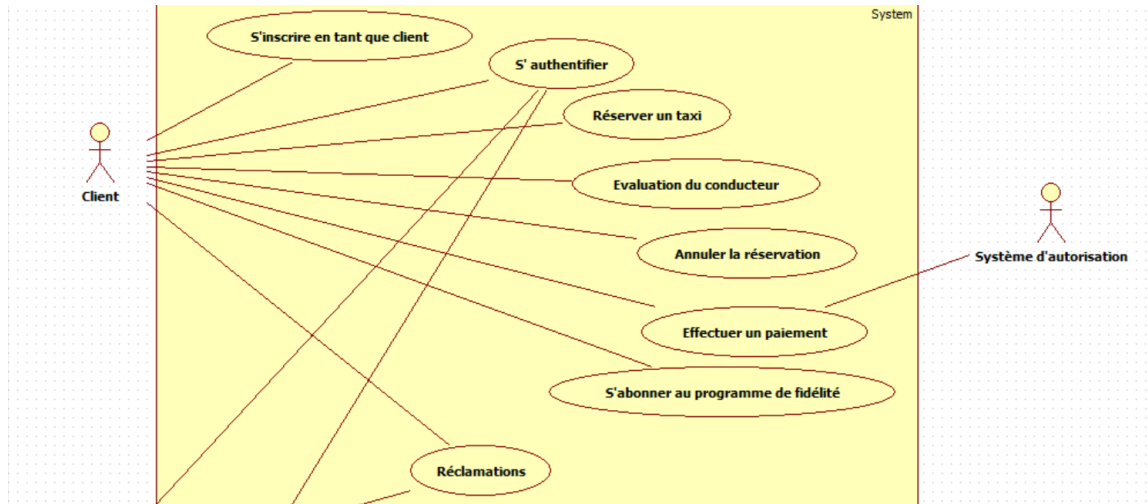 System
S'inscrire en tant que client
S' authentifier
Réserver un taxi
Evaluation du conducteur
Client
Annuler la réservation
Système d'autorisation
Effectuer un paiement
S'abonner au programme de fidélité
Réclamations